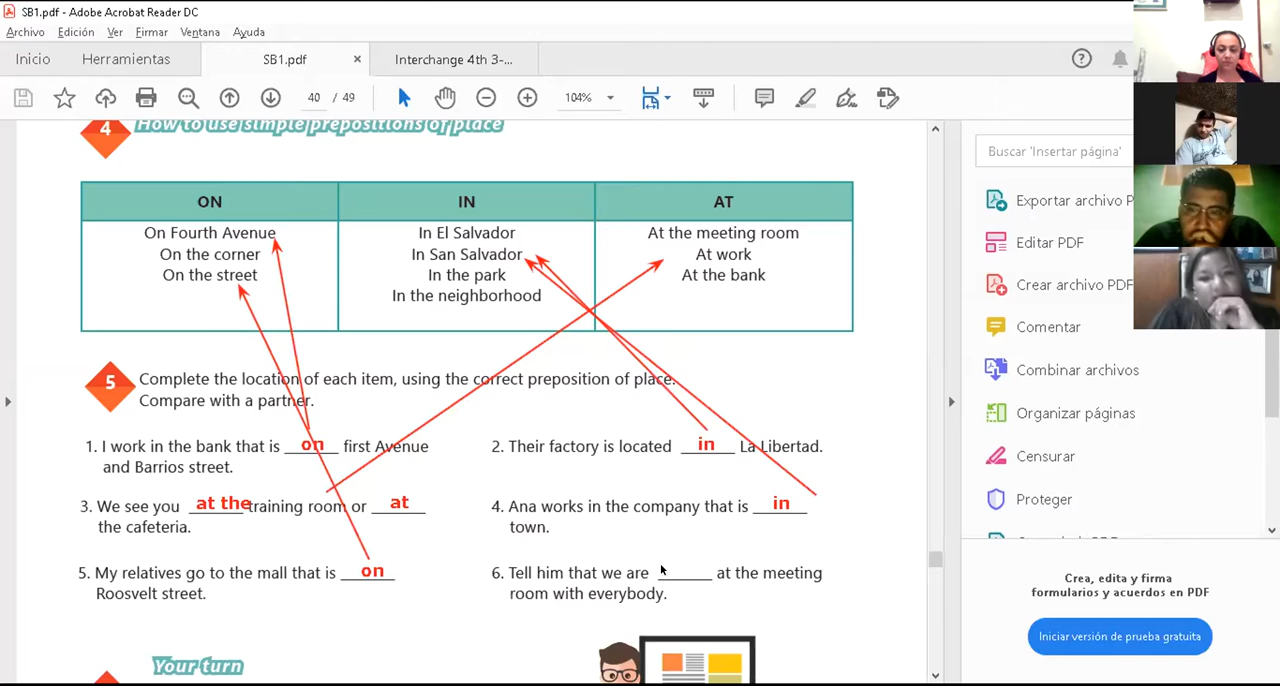 SB1.pdf - Adobe Acrobat Reader DC
Archivo Edición Ver Firmar Ventana Ayuda
Inicio Herramientas SB1.pdf × Interchange 4th 3-...
40 / 49 104%
4 How to use simple prepositions of place
ON IN AT
On Fourth Avenue In El Salvador At the meeting room
On the corner In San Salvador At work
On the street In the park At the bank
In the neighborhood
5 Complete the location of each item, using the correct preposition of place.
Compare with a partner.
1. I work in the bank that is on first Avenue
and Barrios street.
2. Their factory is located in La Libertad.
3. We see you at the training room or at
the cafeteria.
4. Ana works in the company that is in
town.
5. My relatives go to the mall that is on
Roosvelt street.
6. Tell him that we are ______ at the meeting
room with everybody.
Your turn
Buscar 'Insertar página'
Exportar archivo P
Editar PDF
Crear archivo PDF
Comentar
Combinar archivos
Organizar páginas
Censurar
Proteger
Crea, edita y firma
formularios y acuerdos en PDF
Iniciar versión de prueba gratuita